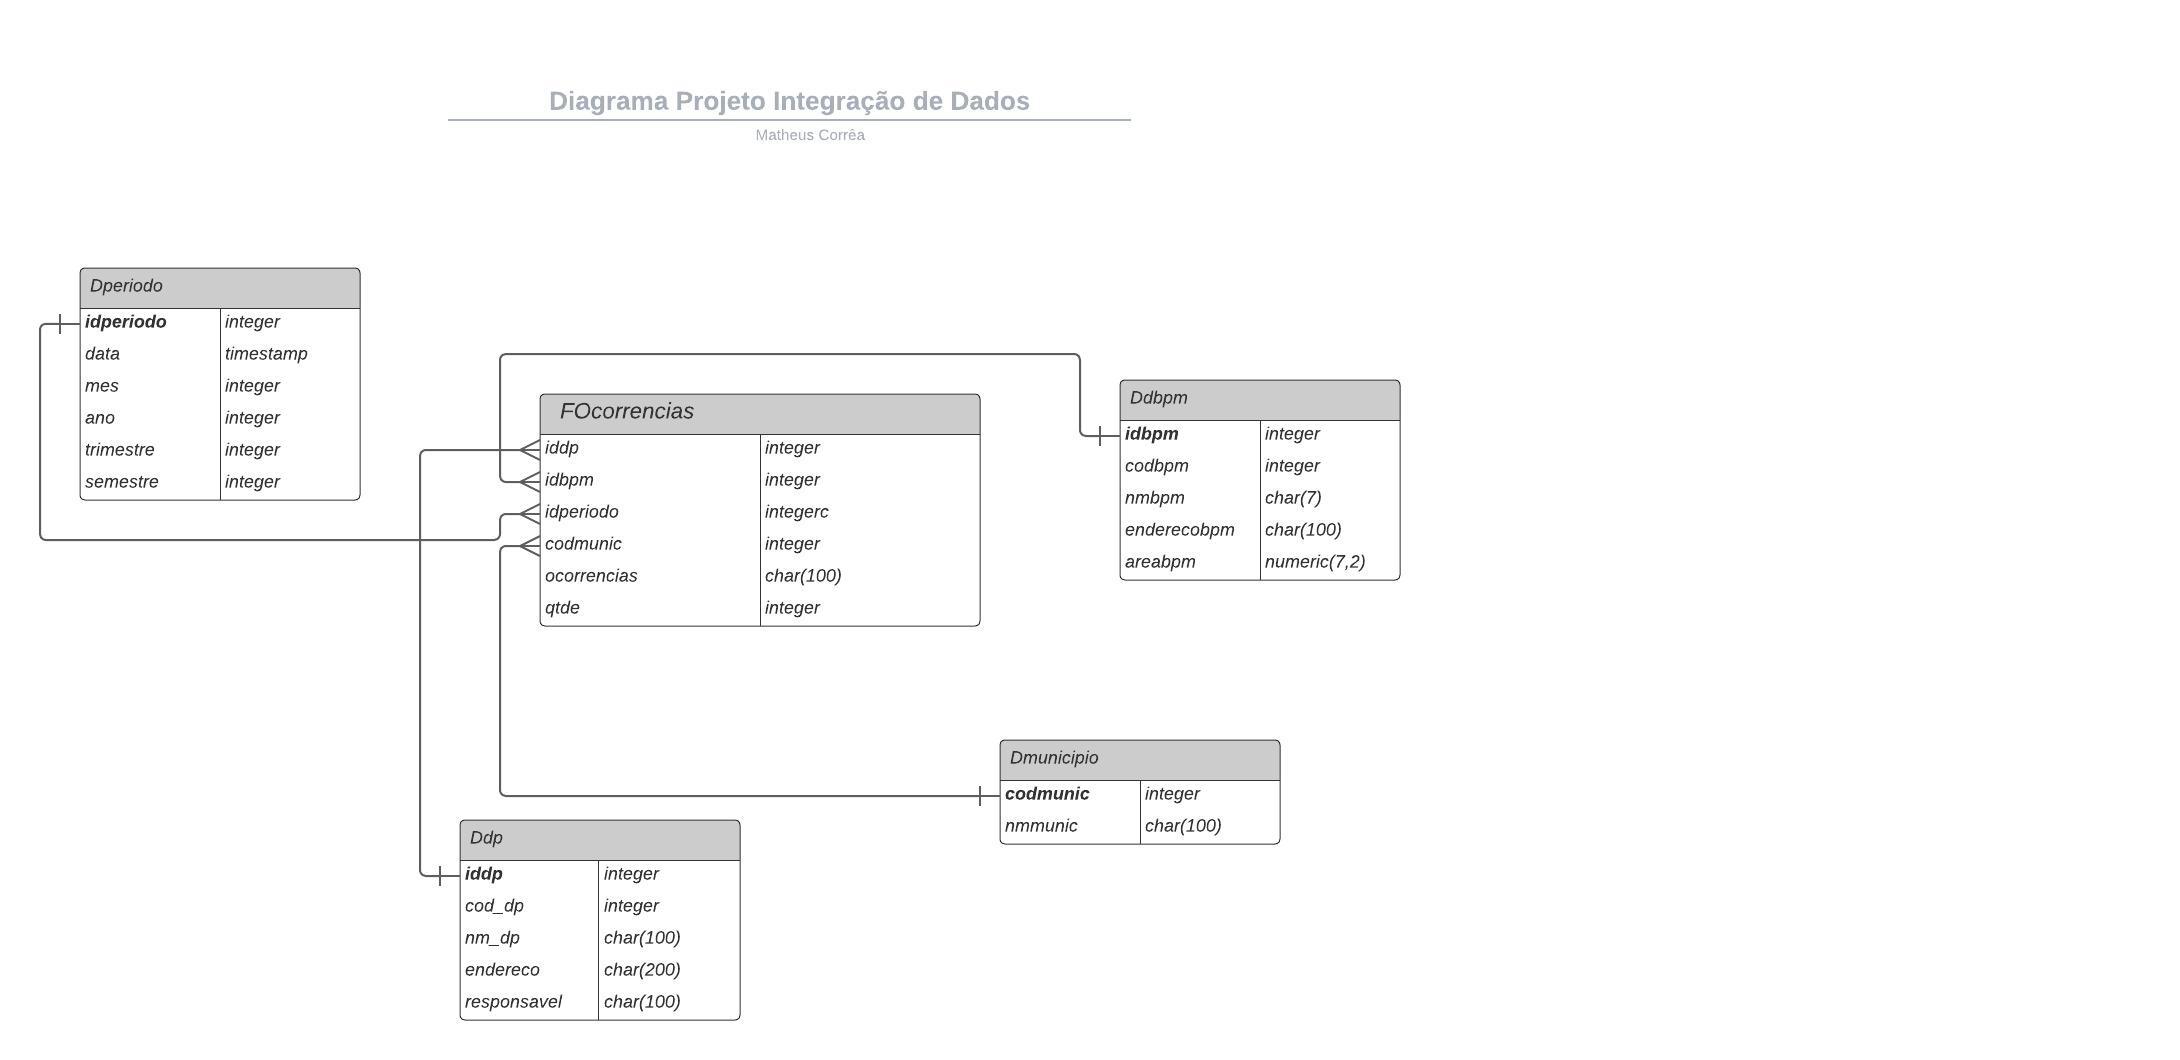 Diagrama Projeto Integração de Dados
Matheus Corrêa
Dperiodo
idperiodo integer
data timestamp
mes integer
ano integer
trimestre integer
semestre integer
FOcorrencias
iddp integer
idbpm integer
idperiodo integerc
codmunic integer
ocorrencias char(100)
qtde integer
Ddbpm
idbpm integer
codbpm integer
nmbpm char(7)
enderecobpm char(100)
areabpm numeric(7,2)
Dmunicipio
codmunic integer
nmmunic char(100)
Ddp
iddp integer
cod_dp integer
nm_dp char(100)
endereco char(200)
responsavel char(100)